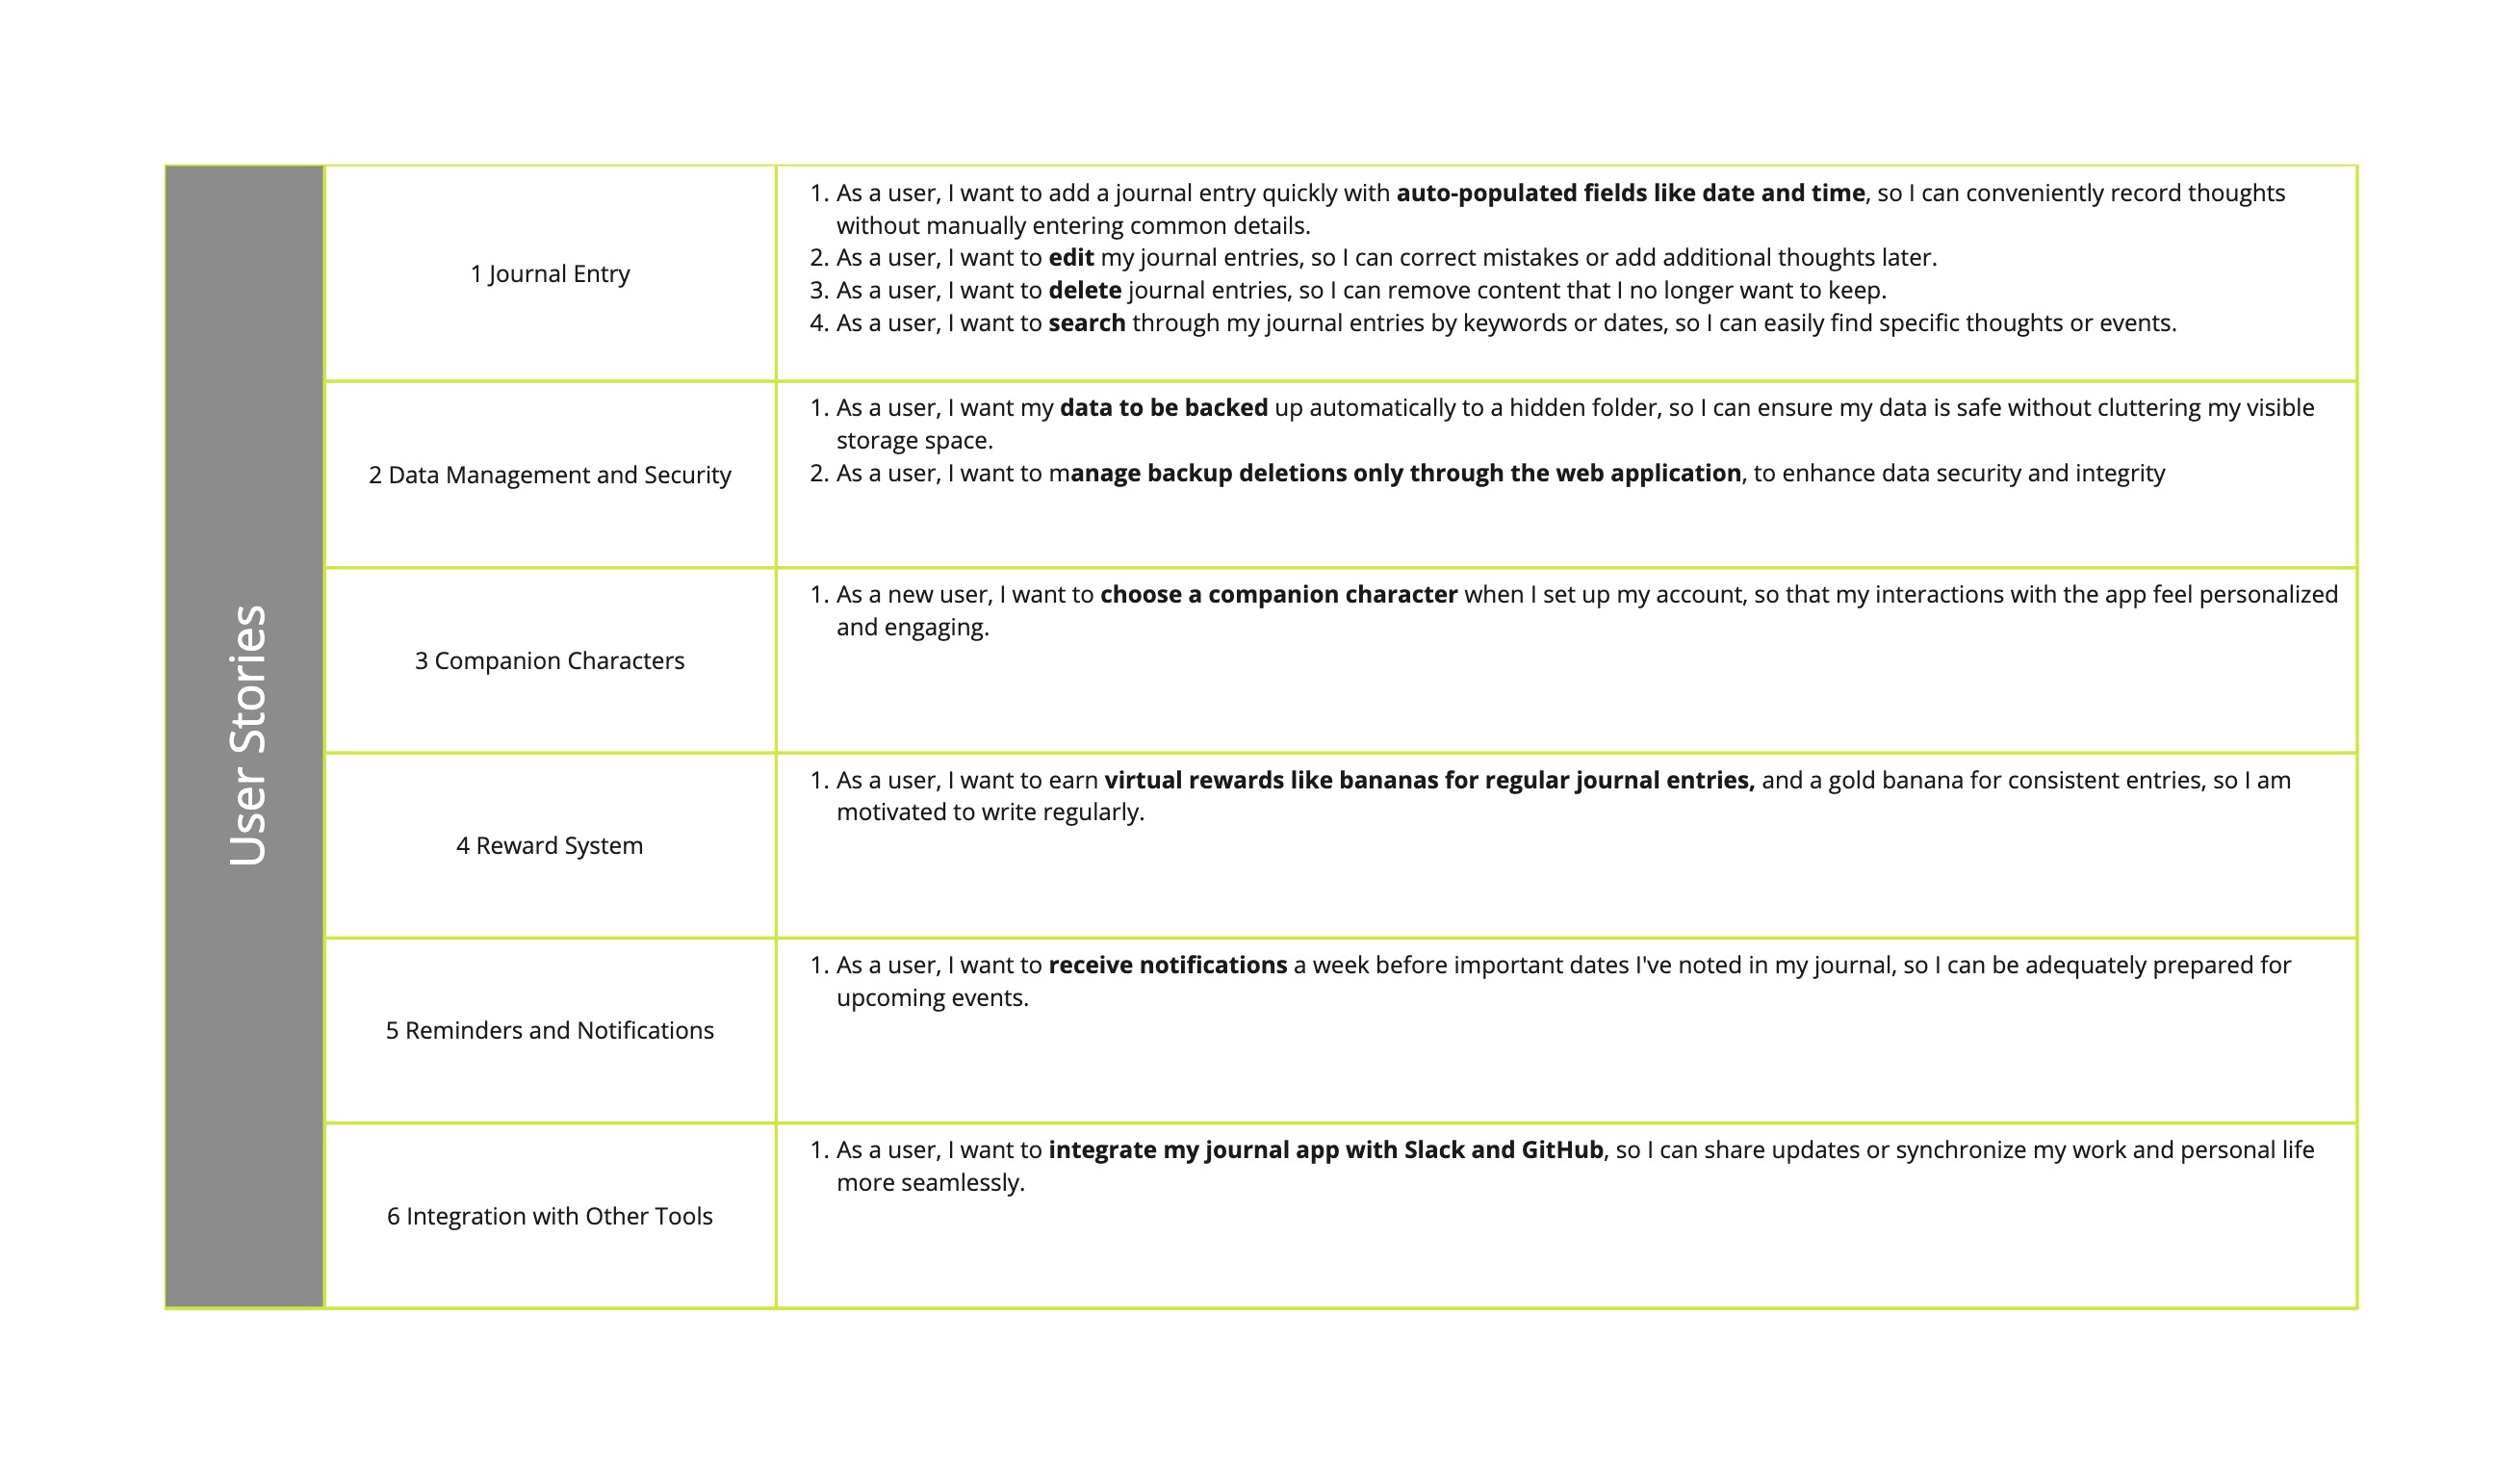 User Stories
1 Journal Entry
1. As a user, I want to add a journal entry quickly with auto-populated fields like date and time, so I can conveniently record thoughts
without manually entering common details.
2. As a user, I want to edit my journal entries, so I can correct mistakes or add additional thoughts later.
3. As a user, I want to delete journal entries, so I can remove content that I no longer want to keep.
4. As a user, I want to search through my journal entries by keywords or dates, so I can easily find specific thoughts or events.
2 Data Management and Security
1. As a user, I want my data to be backed up automatically to a hidden folder, so I can ensure my data is safe without cluttering my visible
storage space.
2. As a user, I want to manage backup deletions only through the web application, to enhance data security and integrity
3 Companion Characters
1. As a new user, I want to choose a companion character when I set up my account, so that my interactions with the app feel personalized
and engaging.
4 Reward System
1. As a user, I want to earn virtual rewards like bananas for regular journal entries, and a gold banana for consistent entries, so I am
motivated to write regularly.
5 Reminders and Notifications
1. As a user, I want to receive notifications a week before important dates I've noted in my journal, so I can be adequately prepared for
upcoming events.
6 Integration with Other Tools
1. As a user, I want to integrate my journal app with Slack and GitHub, so I can share updates or synchronize my work and personal life
more seamlessly.